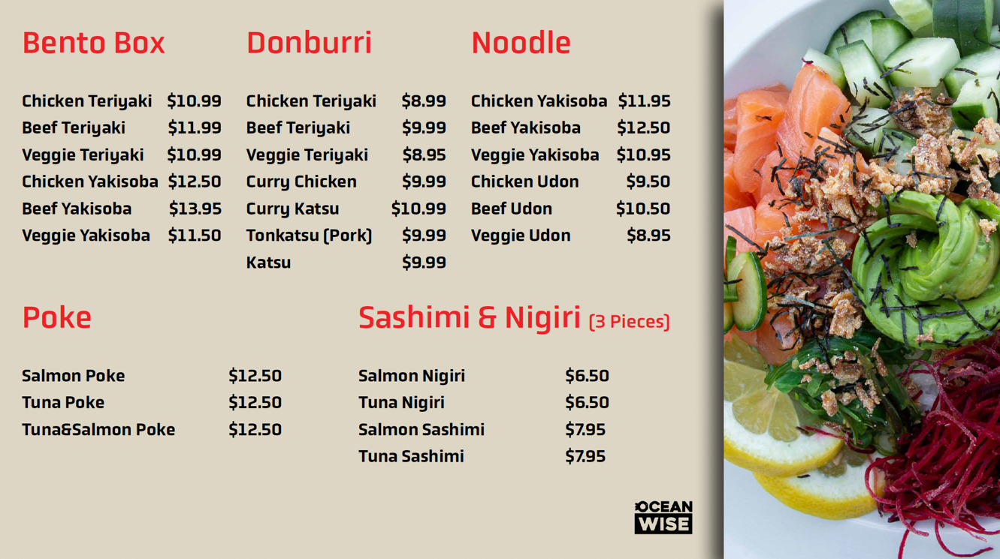 Bento Box
Chicken Teriyaki $10.99
Beef Teriyaki $11.99
Veggie Teriyaki $10.99
Chicken Yakisoba $12.50
Beef Yakisoba $13.95
Veggie Yakisoba $11.50
Donburri
Chicken Teriyaki $8.99
Beef Teriyaki $9.99
Veggie Teriyaki $8.95
Curry Chicken $9.99
Curry Katsu $10.99
Tonkatsu (Pork) $9.99
Katsu $9.99
Noodle
Chicken Yakisoba $11.95
Beef Yakisoba $12.50
Veggie Yakisoba $10.95
Chicken Udon $9.50
Beef Udon $10.50
Veggie Udon $8.95
Poke
Salmon Poke $12.50
Tuna Poke $12.50
Tuna&Salmon Poke $12.50
Sashimi & Nigiri (3 Pieces)
Salmon Nigiri $6.50
Tuna Nigiri $6.50
Salmon Sashimi $7.95
Tuna Sashimi $7.95
OCEAN
WISE